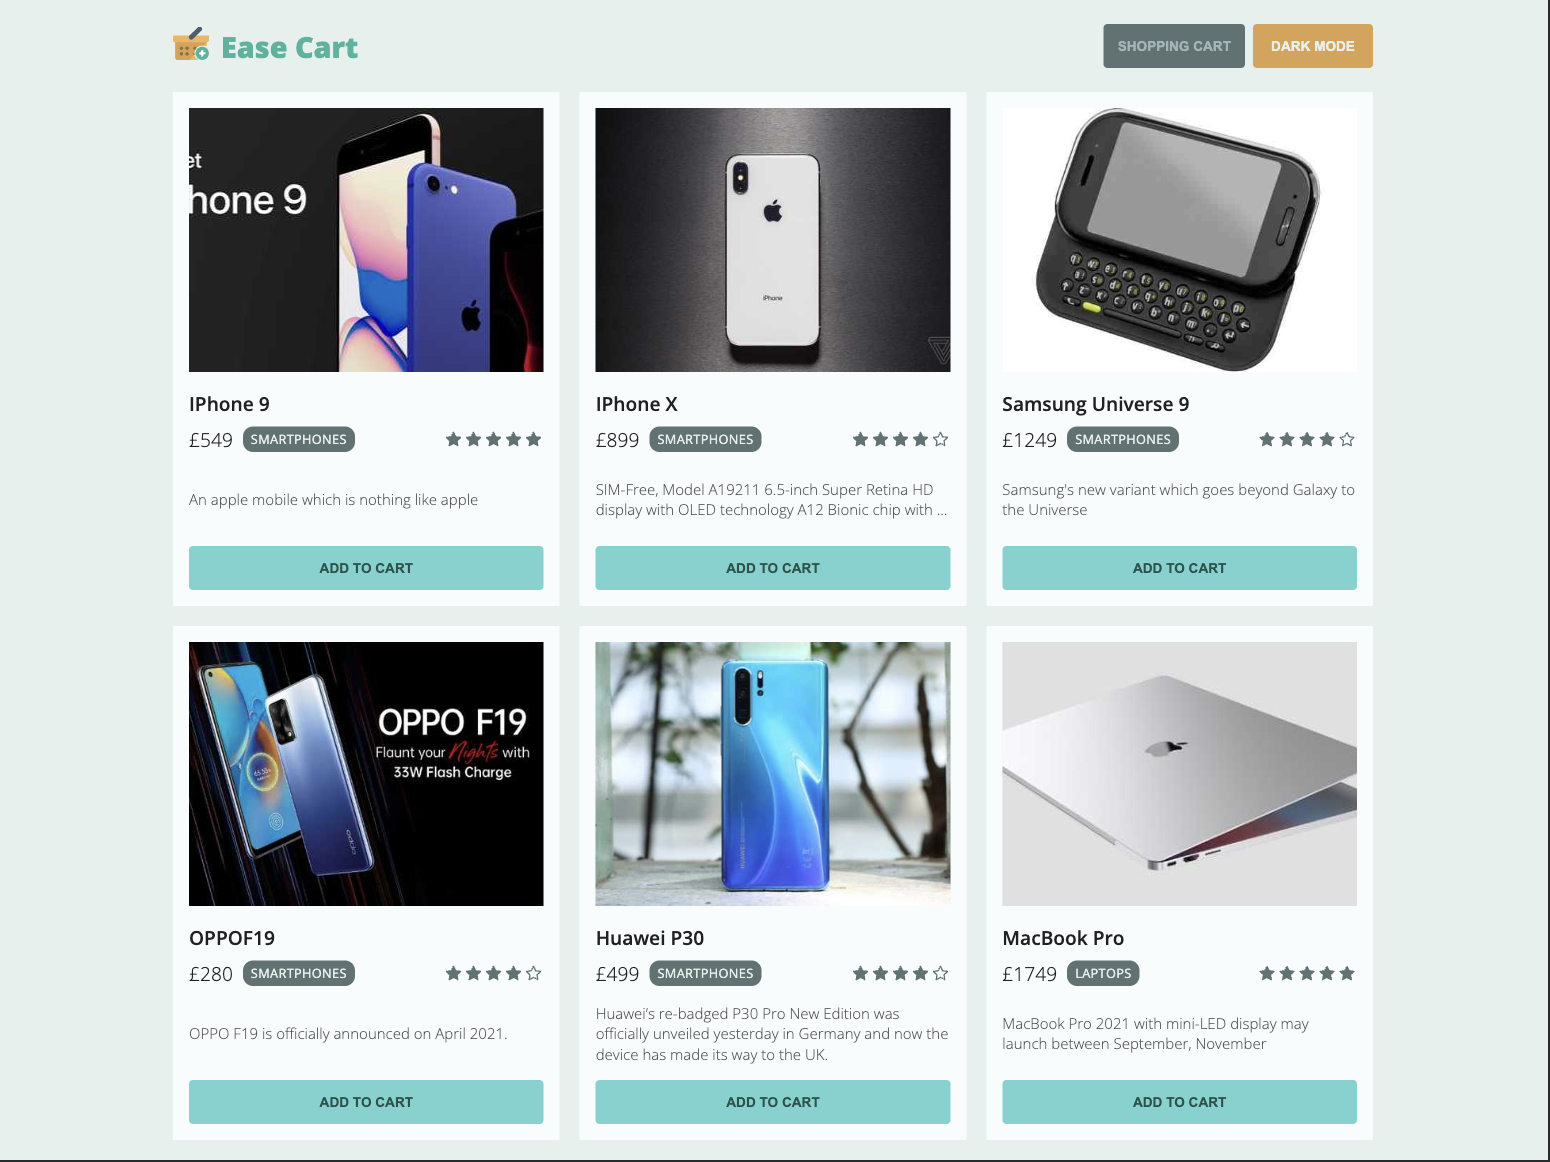 Ease Cart
SHOPPING CART
DARK MODE
et
hone 9
iPhone
IPhone 9
£549 SMARTPHONES
An apple mobile which is nothing like apple
ADD TO CART
IPhone X
£899 SMARTPHONES
SIM-Free, Model A19211 6.5-inch Super Retina HD
display with OLED technology A12 Bionic chip with ...
ADD TO CART
Samsung Universe 9
£1249 SMARTPHONES
Samsung's new variant which goes beyond Galaxy to
the Universe
ADD TO CART
OPPO F19
Flaunt your Nights with
33W Flash Charge
oppo
HUAWEI
OPPOF19
£280 SMARTPHONES
OPPO F19 is officially announced on April 2021.
ADD TO CART
Huawei P30
£499 SMARTPHONES
Huawei's re-badged P30 Pro New Edition was
officially unveiled yesterday in Germany and now the
device has made its way to the UK.
ADD TO CART
MacBook Pro
£1749 LAPTOPS
MacBook Pro 2021 with mini-LED display may
launch between September, November
ADD TO CART